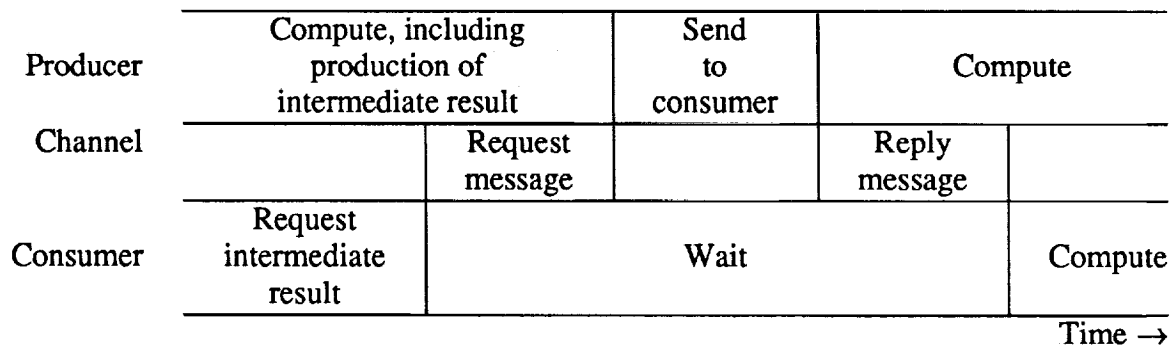 Producer
Compute, including
production of
intermediate result
Send
to
consumer
Compute
Channel
Request
message
Reply
message
Consumer
Request
intermediate
result
Wait
Compute
Time →